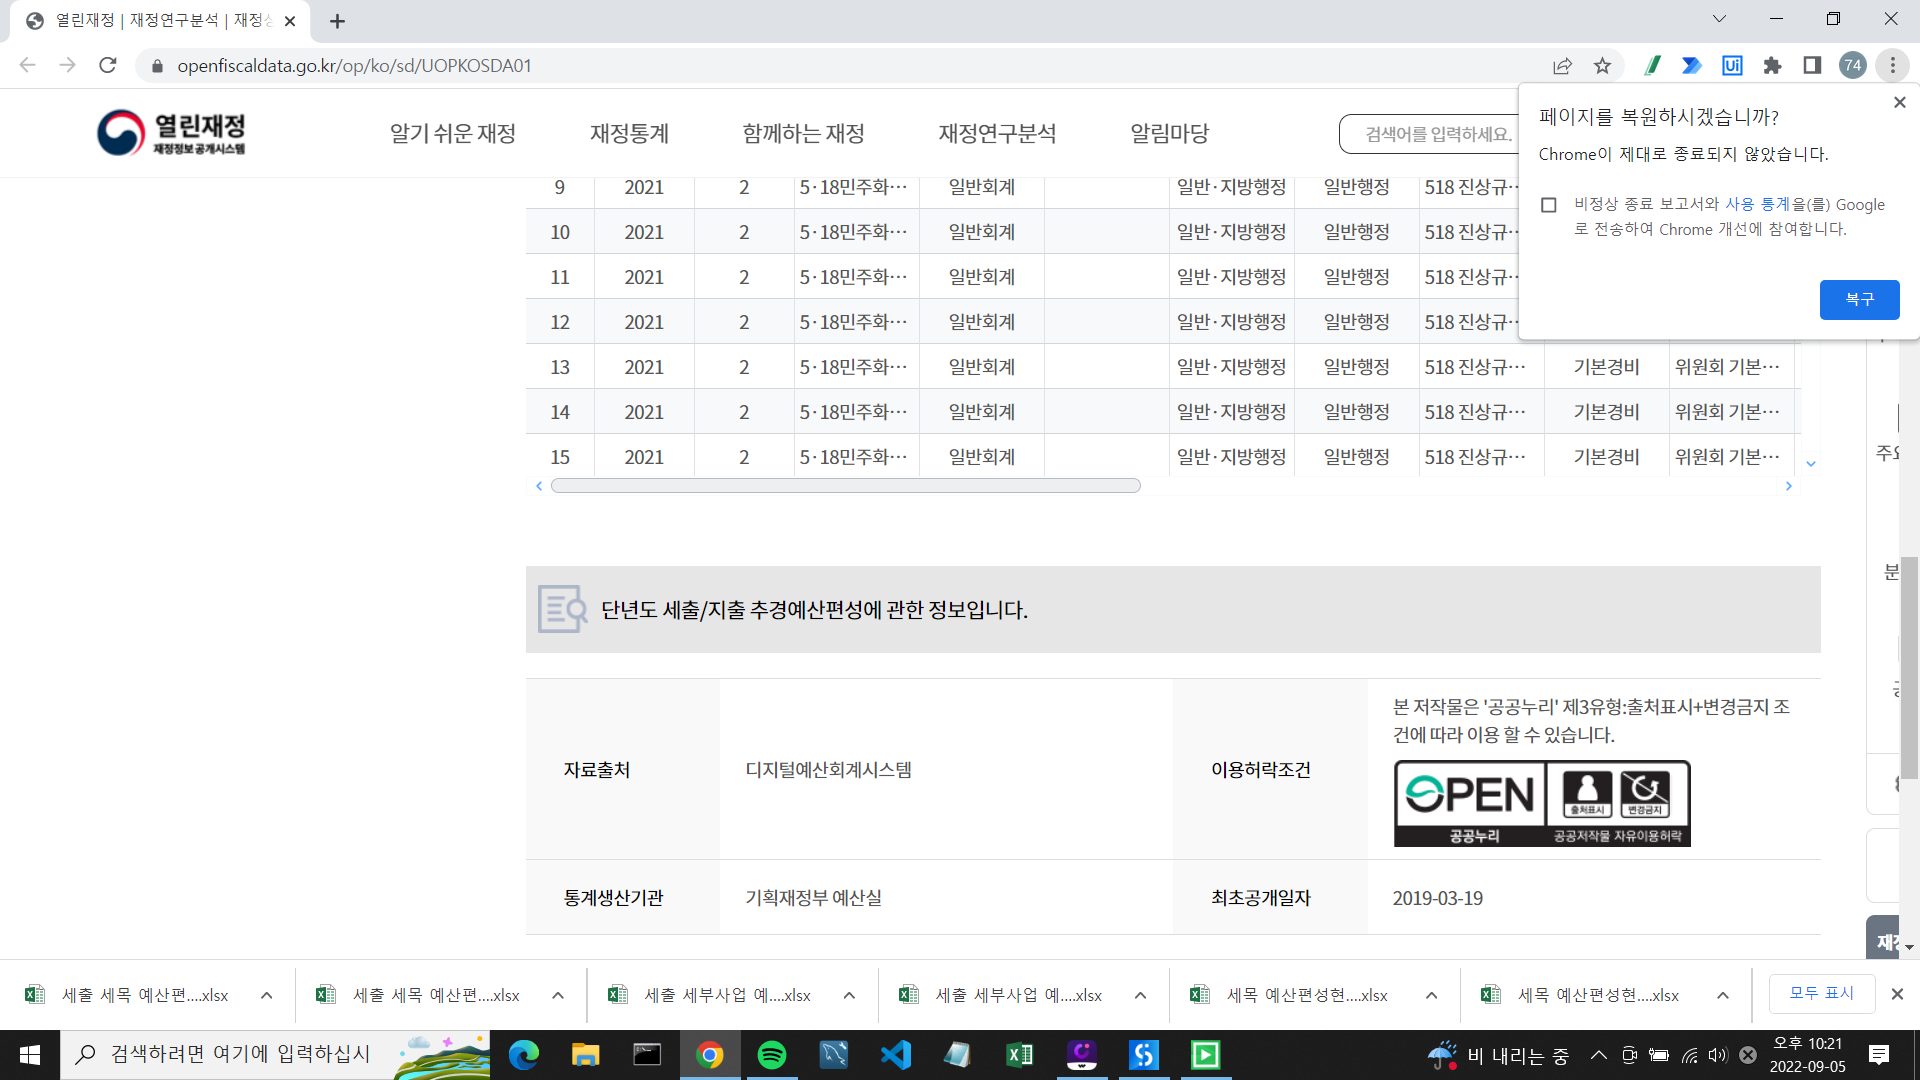 열린재정 | 재정연구분석 | 재정상
openfiscaldata.go.kr/op/ko/sd/UOPKOSDA01
74
열린재정
재정정보공개시스템
알기 쉬운 재정
재정통계
함께하는 재정
재정연구분석
알림마당
검색어를 입력하세요.
페이지를 복원하시겠습니까?
Chrome이 제대로 종료되지 않았습니다.
비정상 종료 보고서와 사용 통계을(를) Google
로 전송하여 Chrome 개선에 참여합니다.
복구
9 2021 2 5·18민주화··· 일반회계 일반·지방행정 일반행정 518 진상규···
10 2021 2 5·18민주화··· 일반회계 일반·지방행정 일반행정 518 진상규···
11 2021 2 5·18민주화··· 일반회계 일반·지방행정 일반행정 518 진상규···
12 2021 2 5·18민주화··· 일반회계 일반·지방행정 일반행정 518 진상규···
13 2021 2 5·18민주화··· 일반회계 일반·지방행정 일반행정 518 진상규··· 기본경비 위원회 기본···
14 2021 2 5·18민주화··· 일반회계 일반·지방행정 일반행정 518 진상규··· 기본경비 위원회 기본···
15 2021 2 5·18민주화··· 일반회계 일반·지방행정 일반행정 518 진상규··· 기본경비 위원회 기본···
주요
분
단년도 세출/지출 추경예산편성에 관한 정보입니다.
자료출처
디지털예산회계시스템
이용허락조건
본 저작물은 '공공누리' 제3유형:출처표시+변경금지 조
건에 따라 이용 할 수 있습니다.
OPEN
출처표시
변경금지
공공누리
공공저작물 자유이용허락
통계생산기관
기획재정부 예산실
최초공개일자
2019-03-19
세출 세목 예산편....xlsx
세출 세목 예산편....xlsx
세출 세부사업 예....xlsx
세출 세부사업 예....xlsx
세목 예산편성현....xlsx
세목 예산편성현....xlsx
모두 표시
검색하려면 여기에 입력하십시
비 내리는 중
오후 10:21
2022-09-05